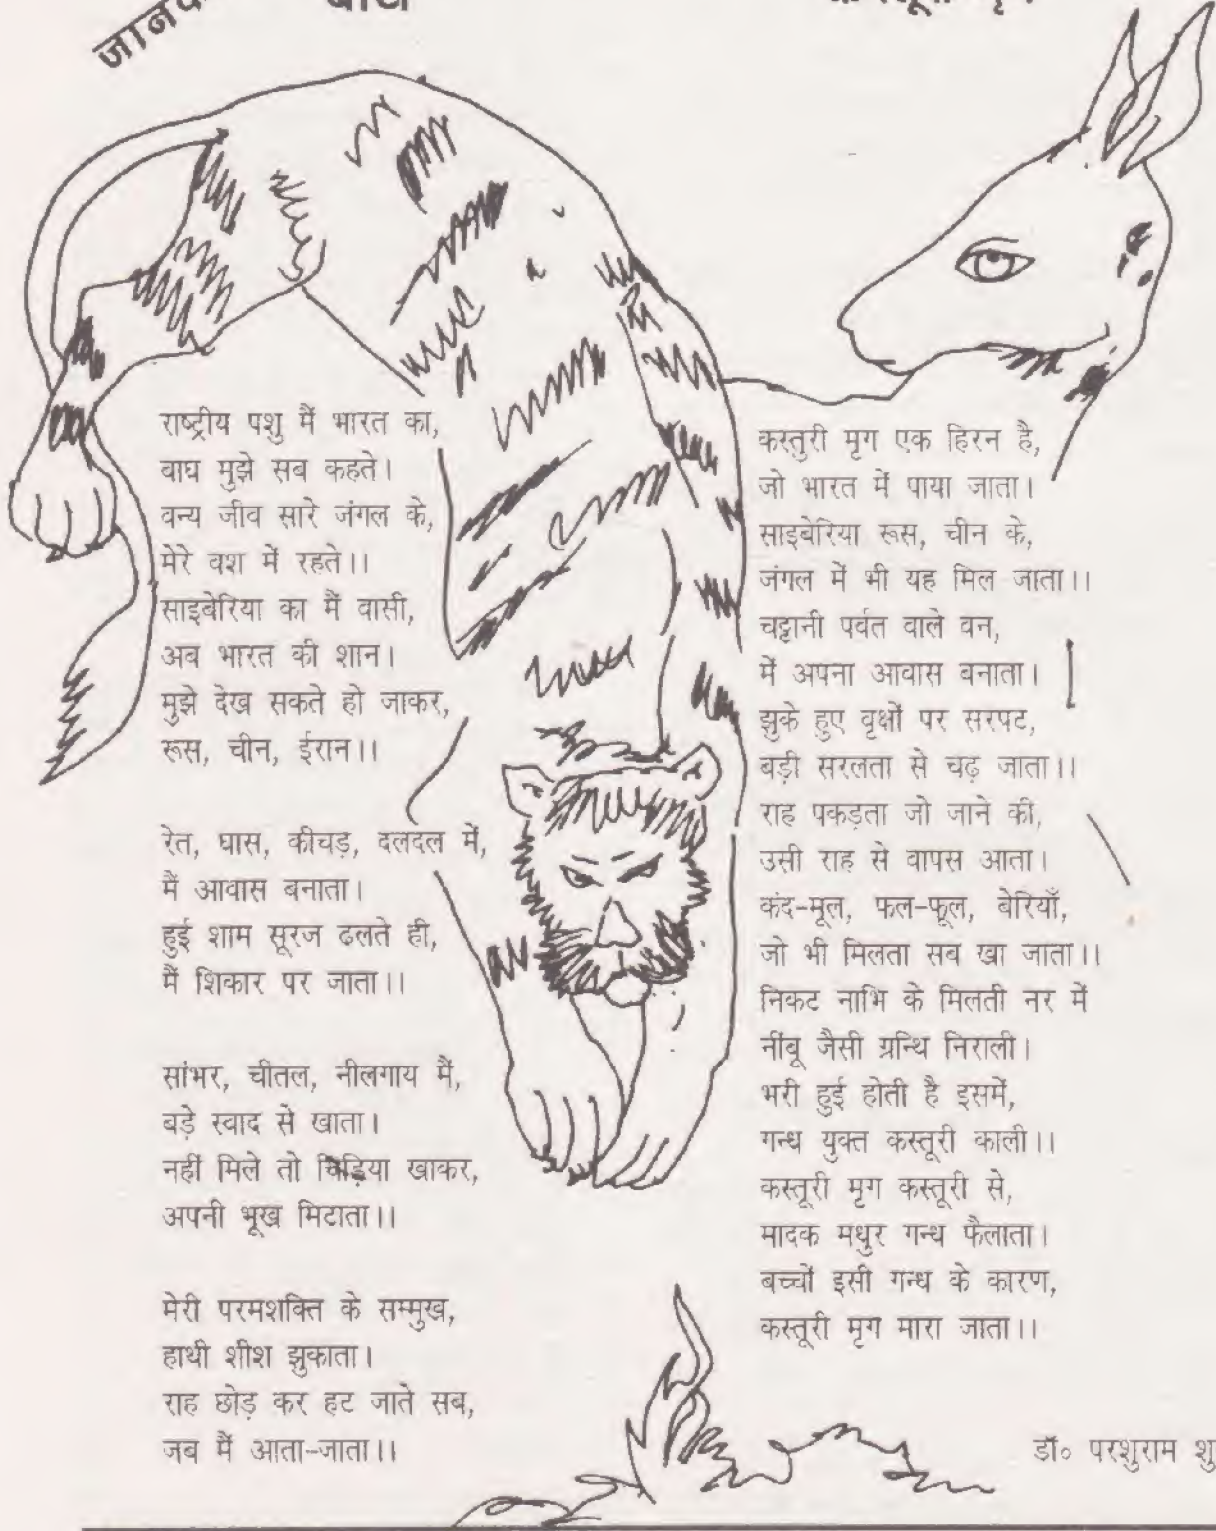 राष्ट्रीय पशु मैं भारत का,
वाघ मुझे सब कहते।
वन्य जीव सारे जंगल के,
मेरे वश में रहते।।
साइबेरिया का मैं वासी,
अब भारत की शान।
मुझे देख सकते हो जाकर,
रूस, चीन, ईरान।।

रेत, घास, कीचड़, दलदल में,
मैं आवास बनाता।
हुई शाम सूरज ढलते ही,
मैं शिकार पर जाता।।

सांभर, चीतल, नीलगाय मैं,
बड़े स्वाद से खाता।
नहीं मिले तो चिड़िया खाकर,
अपनी भूख मिटाता।।

मेरी परमशक्ति के सम्मुख,
हाथी शीश झुकाता।
राह छोड़ कर हट जाते सब,
जब मैं आता-जाता।।

कस्तुरी मृग एक हिरन है,
जो भारत में पाया जाता।
साइबेरिया रूस, चीन के,
जंगल में भी यह मिल जाता।।
चट्टानी पर्वत वाले वन,
में अपना आवास बनाता।
झुके हुए वृक्षों पर सरपट,
बड़ी सरलता से चढ़ जाता।।
राह पकड़ता जो जाने की,
उसी राह से वापस आता।
कंद-मूल, फल-फूल, बेरियाँ,
जो भी मिलता सब खा जाता।।
निकट नाभि के मिलती नर में
नींबू जैसी ग्रन्थि निराली।
भरी हुई होती है इसमें,
गन्ध युक्त कस्तूरी काली।।
कस्तूरी मृग कस्तूरी से,
मादक मधुर गन्ध फैलाता।
बच्चों इसी गन्ध के कारण,
कस्तूरी मृग मारा जाता।।

डॉ० परशुराम